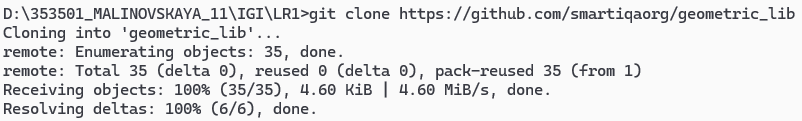 D:\353501_MALINOVSKAYA_11\IGI\LR1>git clone https://github.com/smartiqaorg/geometric_lib
Cloning into 'geometric_lib'...
remote: Enumerating objects: 35, done.
remote: Total 35 (delta 0), reused 0 (delta 0), pack-reused 35 (from 1)
Receiving objects: 100% (35/35), 4.60 KiB | 4.60 MiB/s, done.
Resolving deltas: 100% (6/6), done.